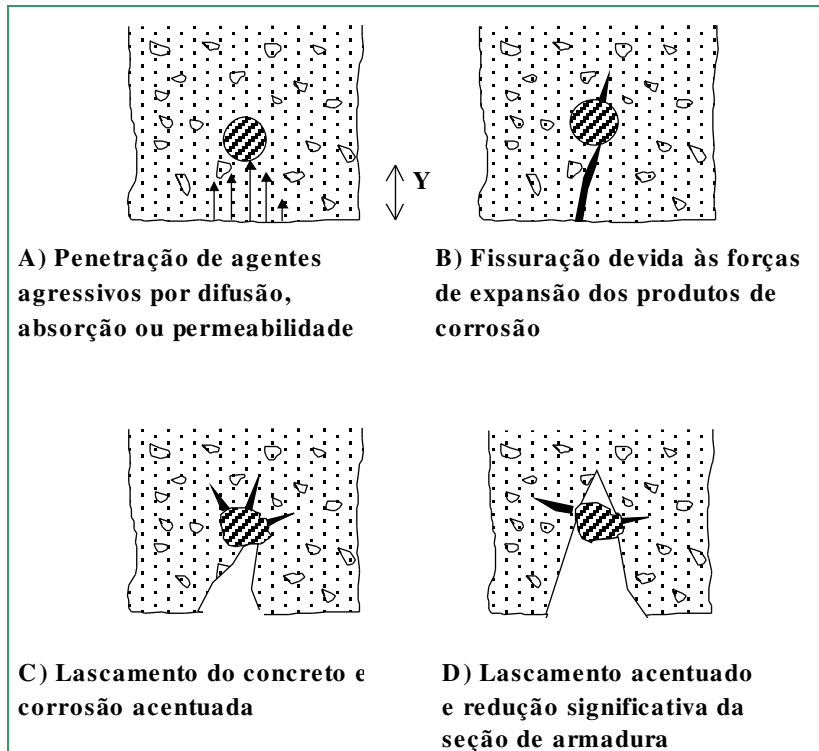 Y
A) Penetração de agentes
agressivos por difusão,
absorção ou permeabilidade
B) Fissuração devida às forças
de expansão dos produtos de
corrosão
C) Lascamento do concreto e
corrosão acentuada
D) Lascamento acentuado
e redução significativa da
seção de armadura